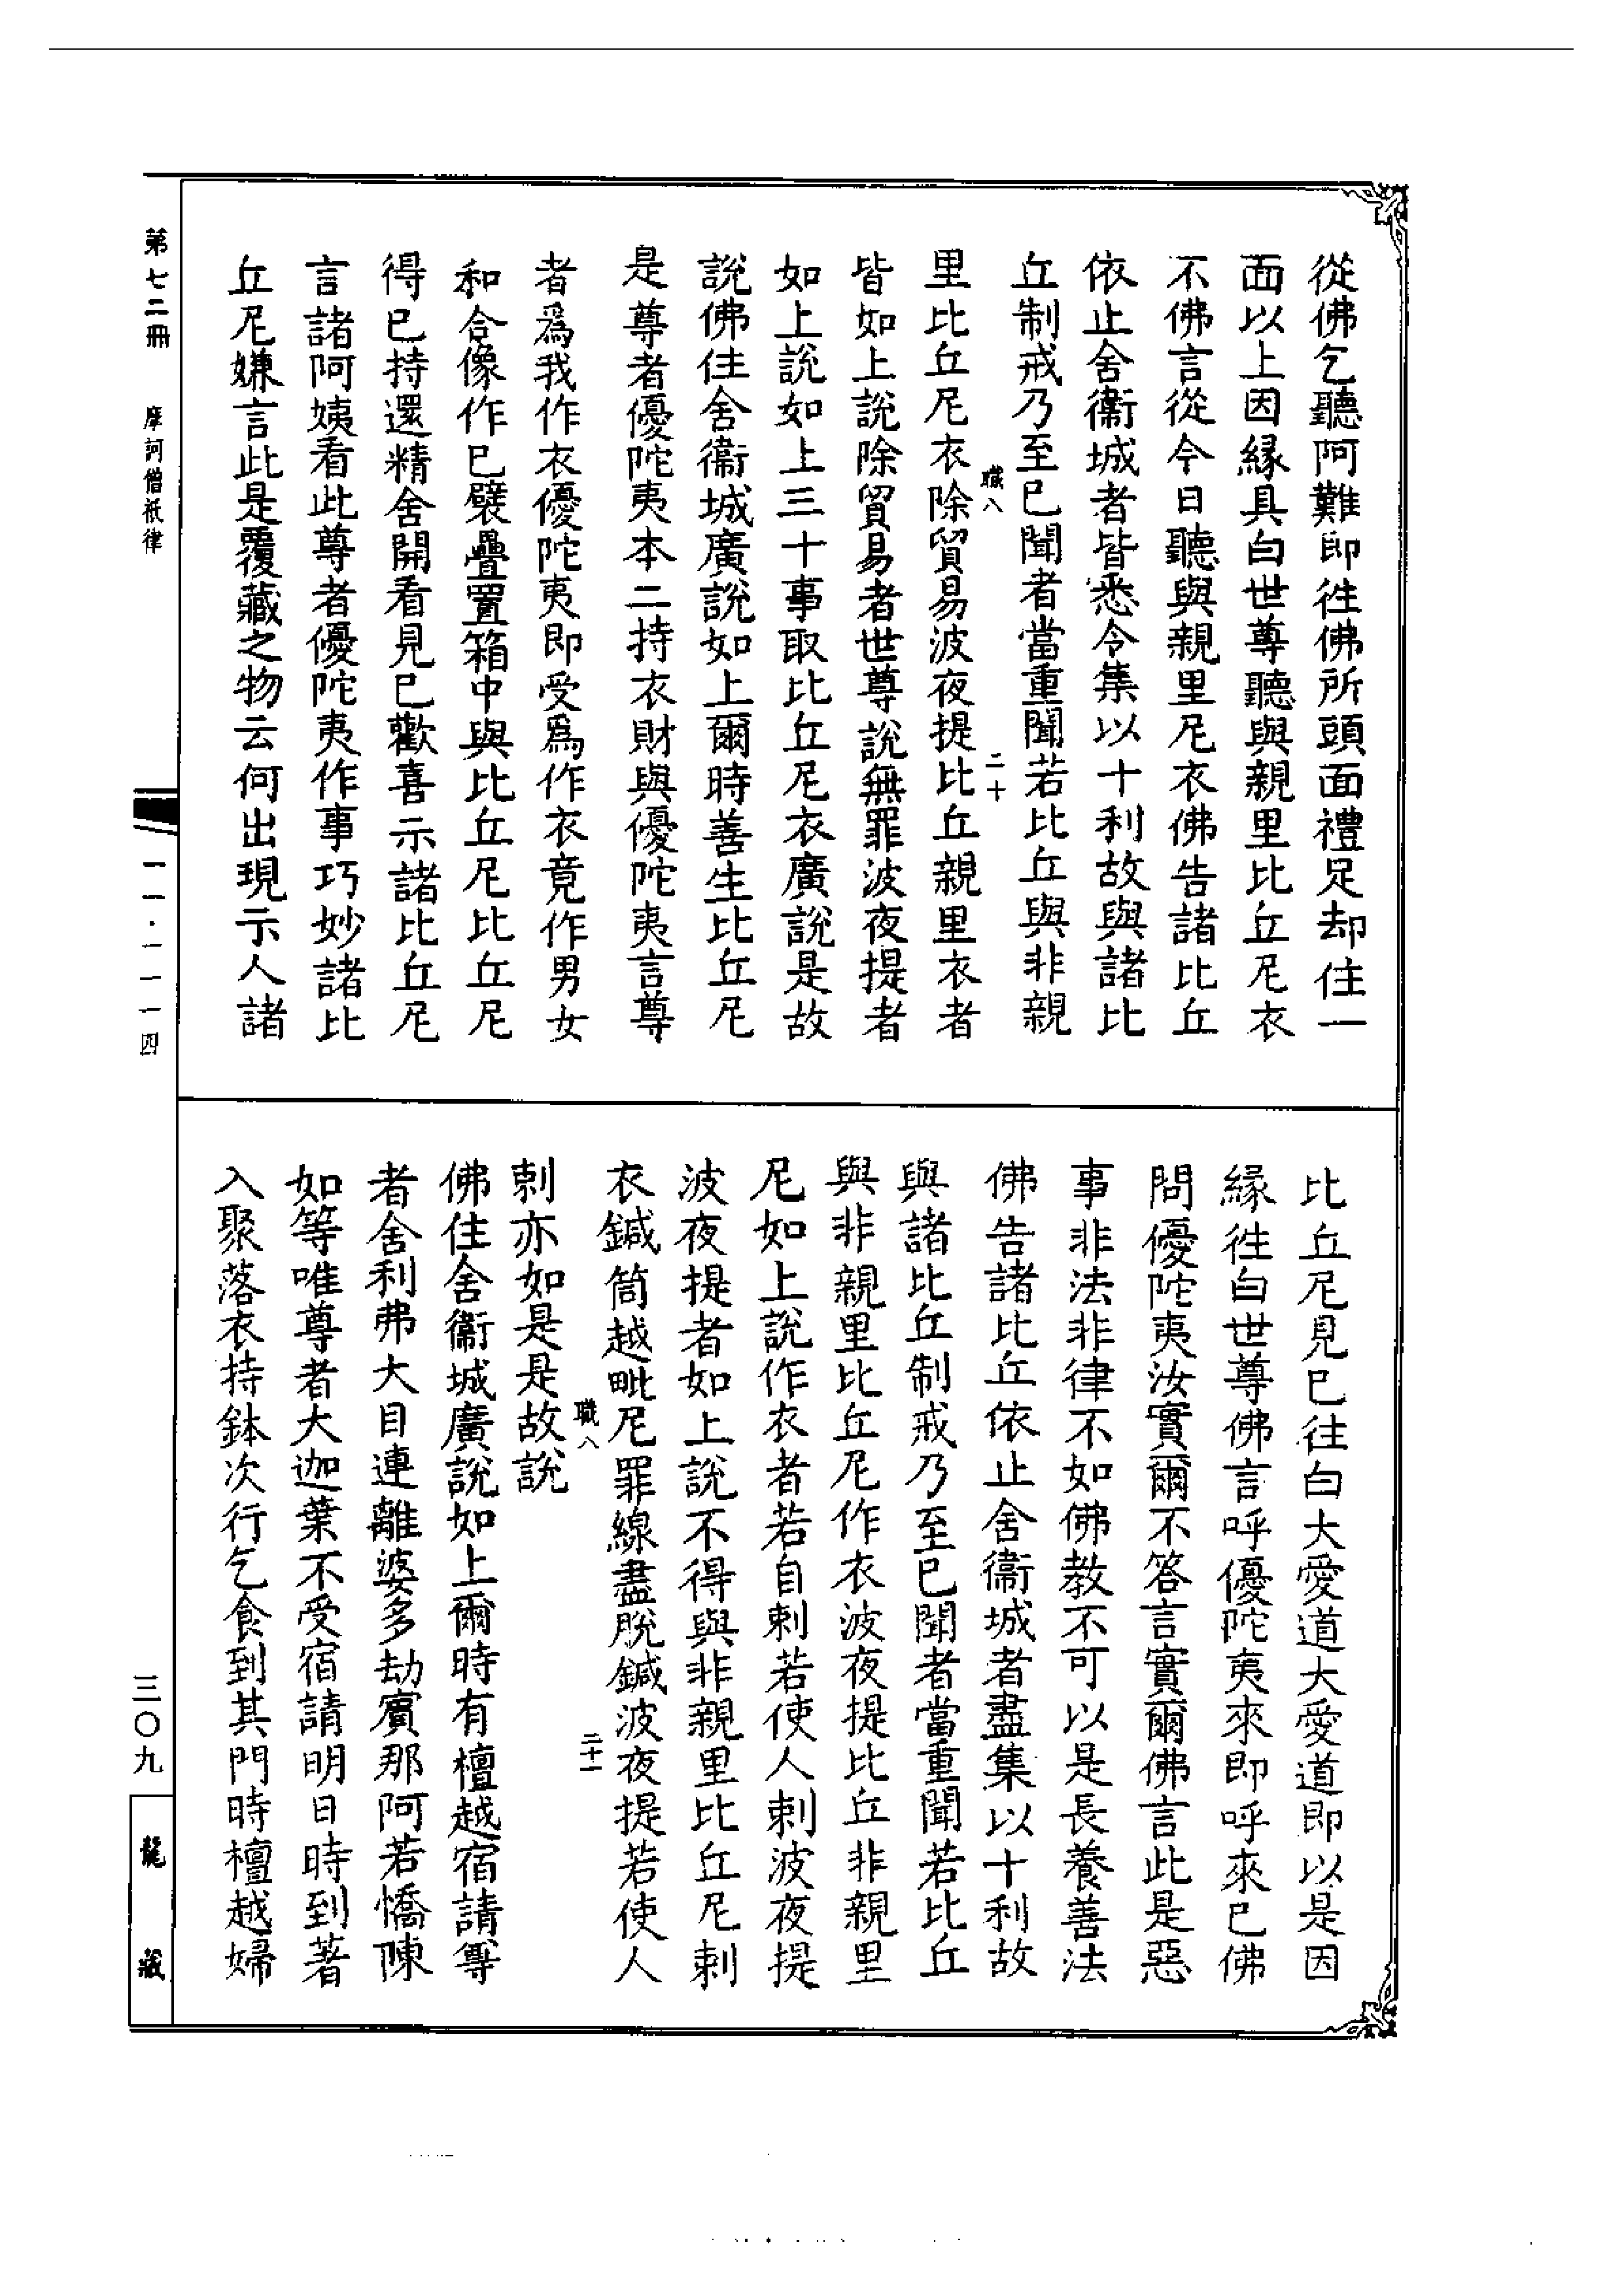 從佛乞聽阿難即徃佛所頭面禮足却住一
面以上因縁具白世尊聽與親里比丘尼衣
不佛言從今日聽與親里尼衣佛告諸比丘
依止舍衞城者皆悉令集以十利故與諸比
丘制戒乃至已聞者當重聞若比丘與非親
職八 二十
里比丘尼衣除貿易波夜提比丘親里衣者
皆如上說除貿易者世尊說無罪波夜提者
如上說如上三十事取比丘尼衣廣說是故
說佛住舍衞城廣說如上爾時善生比丘尼
是尊者優陀夷本二持衣財與優陀夷言尊
者爲我作衣優陀夷即受爲作衣竟作男女
和合像作已襞疊置箱中與比丘尼比丘尼
得已持還精舍開看見已歡喜示諸比丘尼
言諸阿姨看此尊者優陀夷作事巧妙諸比
丘尼嫌言此是覆藏之物云何出現示人諸
比丘尼見已往白大愛道大愛道即以是因
縁徃白世尊佛言呼優陀夷來即呼來已佛
問優陀夷汝實爾不答言實爾佛言此是惡
事非法非律不如佛教不可以是長養善法
佛告諸比丘依止舍衞城者盡集以十利故
與諸比丘制戒乃至已聞者當重聞若比丘
與非親里比丘尼作衣波夜提比丘非親里
尼如上說作衣者若自刺若使人刺波夜提
波夜提者如上說不得與非親里比丘尼刺
衣鍼筒越毗尼罪線盡脫鍼波夜提若使人
職八 二十一
刺亦如是是故說
佛住舍衞城廣說如上爾時有檀越宿請尊
者舍利弗大目連離婆多劫賓那阿若憍陳
如等唯尊者大迦葉不受宿請明日時到著
入聚落衣持鉢次行乞食到其門時檀越婦
第七二冊 摩訶僧祇律
一一·一一一四
三〇九
龍藏